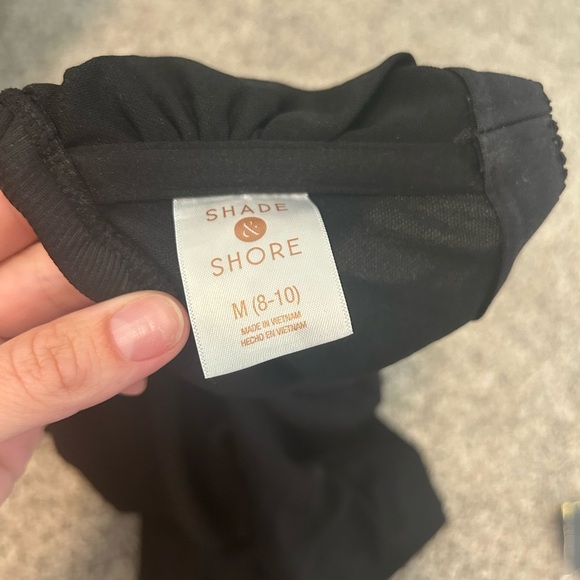 SHADE
&
SHORE
M (8-10)
MADE IN VIETNAM
HECHO EN VIETNAM